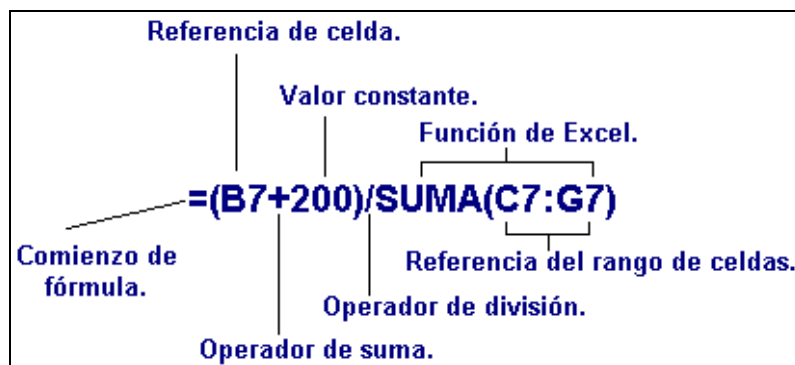 Referencia de celda.
Valor constante.
Función de Excel.
=(B7+200)/SUMA(C7:G7)
Comienzo de
fórmula.
Referencia del rango de celdas.
Operador de división.
Operador de suma.